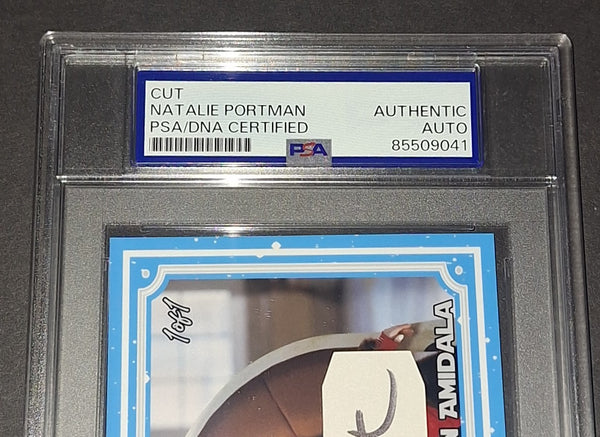 CUT
NATALIE PORTMAN
PSA/DNA CERTIFIED
AUTHENTIC
AUTO
85509041
PSA
1of1
AMIDALA